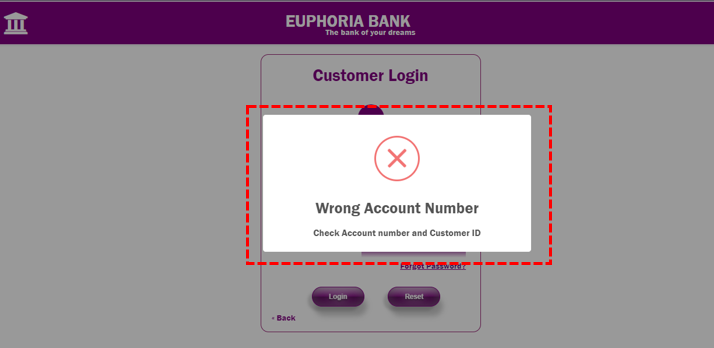 EUPHORIA BANK
The bank of your dreams
Customer Login
Wrong Account Number
Check Account number and Customer ID
Forgot Password?
Login
Reset
Back